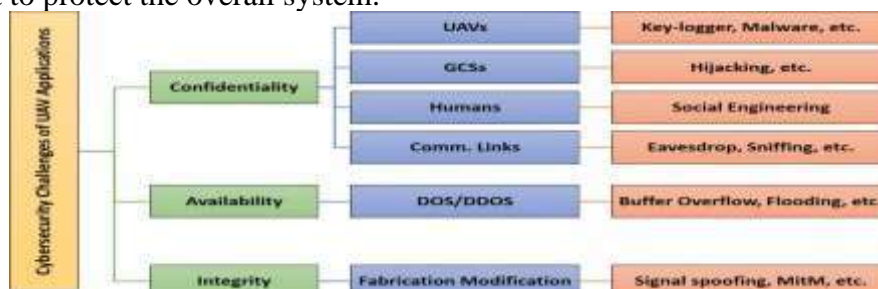 to protect the overall system.
Cybersecurity Challenges of UAV Applications
Confidentiality
UAVs
Key-logger, Malware, etc.
GCSs
Hijacking, etc.
Humans
Social Engineering
Comm. Links
Eavesdrop, Sniffing, etc.
Availability
DOS/DDOS
Buffer Overflow, Flooding, etc
Integrity
Fabrication Modification
Signal spoofing, MitM, etc.